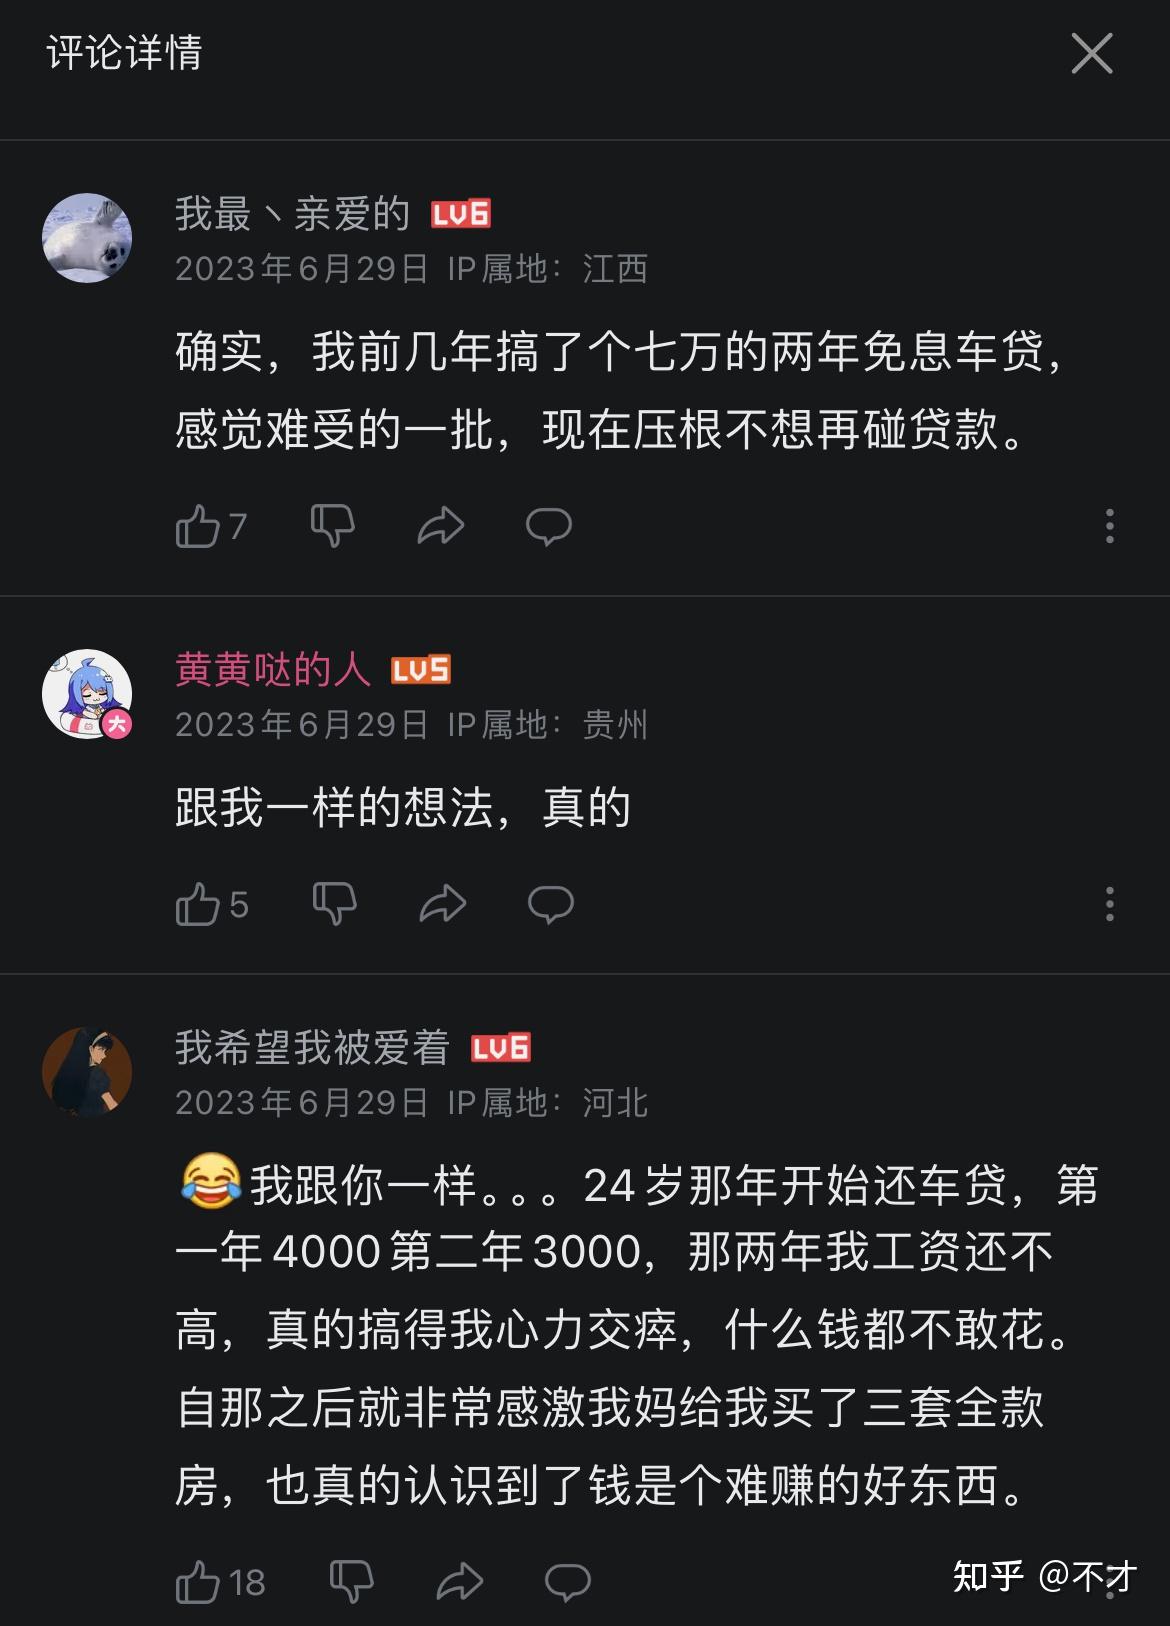 评论详情
我最丶亲爱的 LV6
2023年6月29日 IP属地：江西
确实，我前几年搞了个七万的两年免息车贷，
感觉难受的一批，现在压根不想再碰贷款。
7
黄黄哒的人 LV5
大
2023年6月29日 IP属地：贵州
跟我一样的想法，真的
5
我希望我被爱着 LV6
2023年6月29日 IP属地：河北
😂我跟你一样。。。24岁那年开始还车贷，第
一年4000第二年3000，那两年我工资还不
高，真的搞得我心力交瘁，什么钱都不敢花。
自那之后就非常感激我妈给我买了三套全款
房，也真的认识到了钱是个难赚的好东西。
18
知乎 @不才